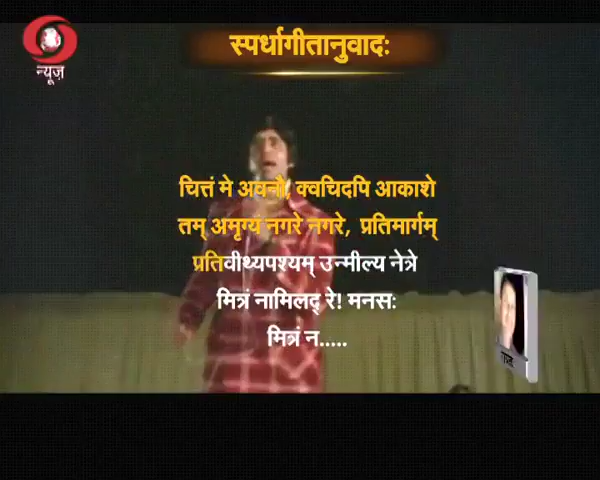 स्पर्धागीतानुवादः
न्यूज़
चित्तं मे अवनौ, क्वचिदपि आकाशे
तम् अमृग्यं नगरे नगरे, प्रतिमार्गम्
प्रतिवीथ्यपश्यम् उन्मील्य नेत्रे
मित्रं नामिलद् रे! मनसः
मित्रं न.....